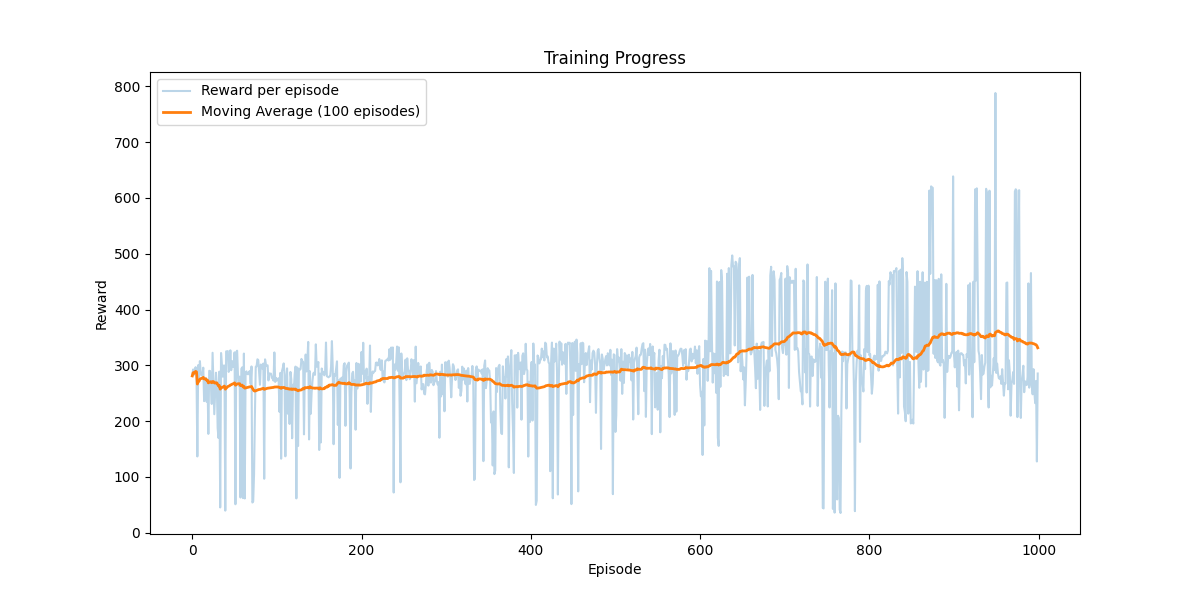 Training Progress
Reward per episode
Moving Average (100 episodes)
800
700
600
500
400
300
200
100
0
Reward
0 200 400 600 800 1000
Episode